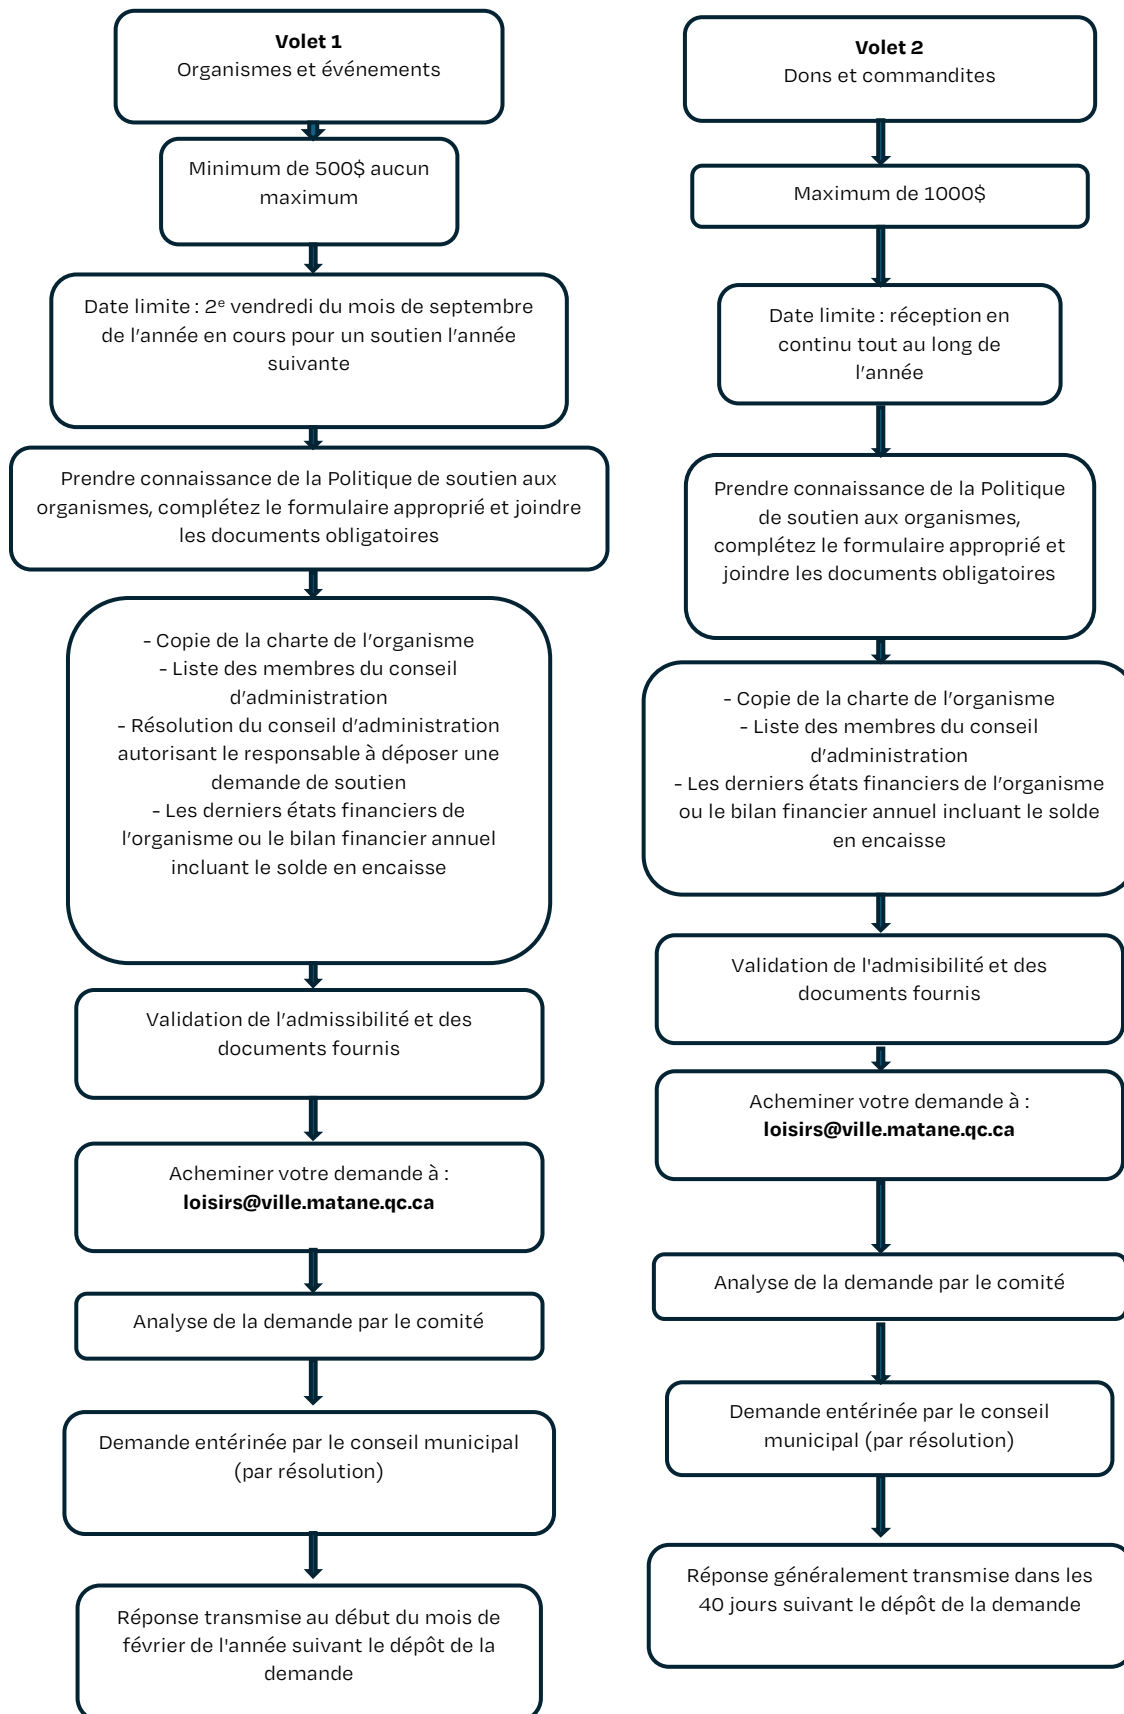 Volet 1
Organismes et événements
Minimum de 500$ aucun
maximum
Date limite : 2e vendredi du mois de septembre
de l'année en cours pour un soutien l'année
suivante
Prendre connaissance de la Politique de soutien aux
organismes, complétez le formulaire approprié et joindre
les documents obligatoires
- Copie de la charte de l'organisme
- Liste des membres du conseil
d'administration
- Résolution du conseil d'administration
autorisant le responsable à déposer une
demande de soutien
- Les derniers états financiers de
l'organisme ou le bilan financier annuel
incluant le solde en encaisse
Validation de l'admissibilité et des
documents fournis
Acheminer votre demande à :
loisirs@ville.matane.qc.ca
Analyse de la demande par le comité
Demande entérinée par le conseil municipal
(par résolution)
Réponse transmise au début du mois de
février de l'année suivant le dépôt de la
demande
Volet 2
Dons et commandites
Maximum de 1000$
Date limite : réception en
continu tout au long de
l'année
Prendre connaissance de la Politique
de soutien aux organismes,
complétez le formulaire approprié et
joindre les documents obligatoires
- Copie de la charte de l'organisme
- Liste des membres du conseil
d'administration
- Les derniers états financiers de l'organisme
ou le bilan financier annuel incluant le solde
en encaisse
Validation de l'admisibilité et des
documents fournis
Acheminer votre demande à :
loisirs@ville.matane.qc.ca
Analyse de la demande par le comité
Demande entérinée par le conseil
municipal (par résolution)
Réponse généralement transmise dans les
40 jours suivant le dépôt de la demande